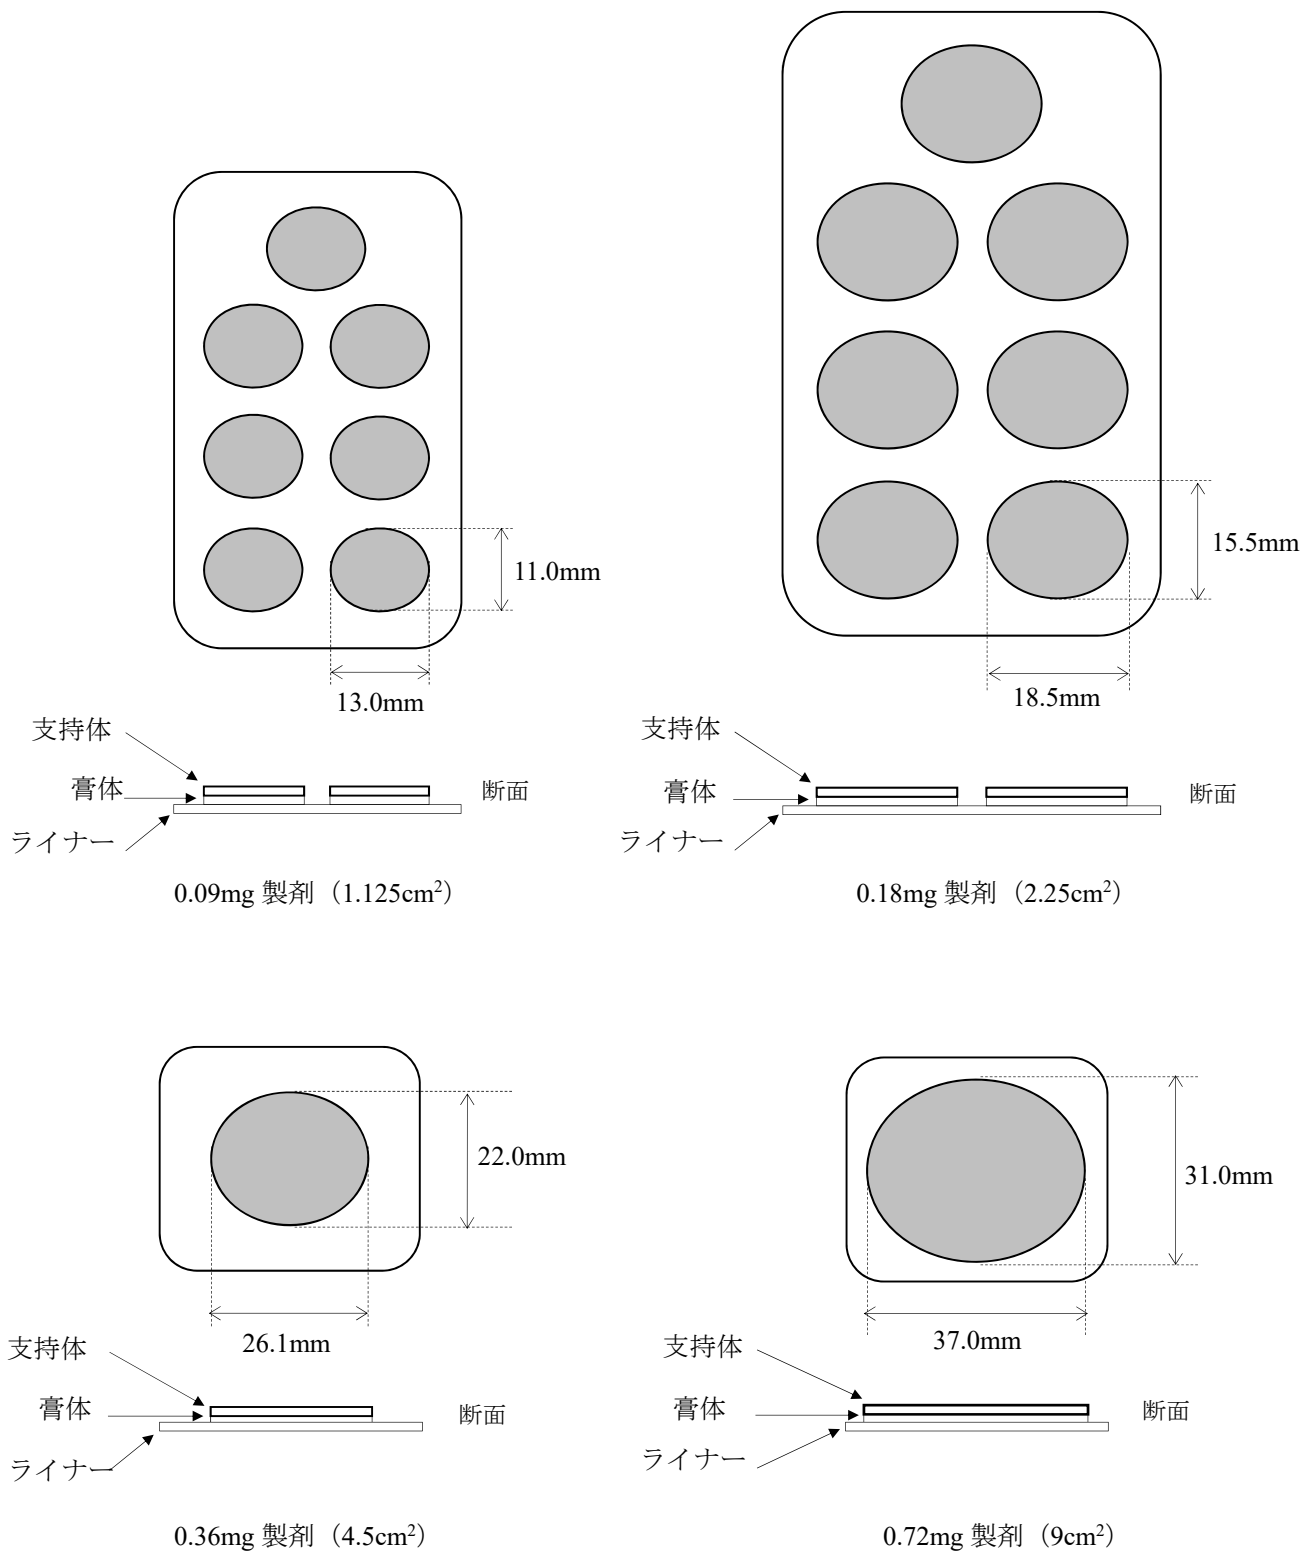 11.0mm
13.0mm
支持体
膏体
ライナー
断面
0.09mg 製剤（1.125cm²）
15.5mm
18.5mm
支持体
膏体
ライナー
断面
0.18mg 製剤（2.25cm²）
22.0mm
26.1mm
支持体
膏体
ライナー
断面
0.36mg 製剤（4.5cm²）
31.0mm
37.0mm
支持体
膏体
ライナー
断面
0.72mg 製剤（9cm²）